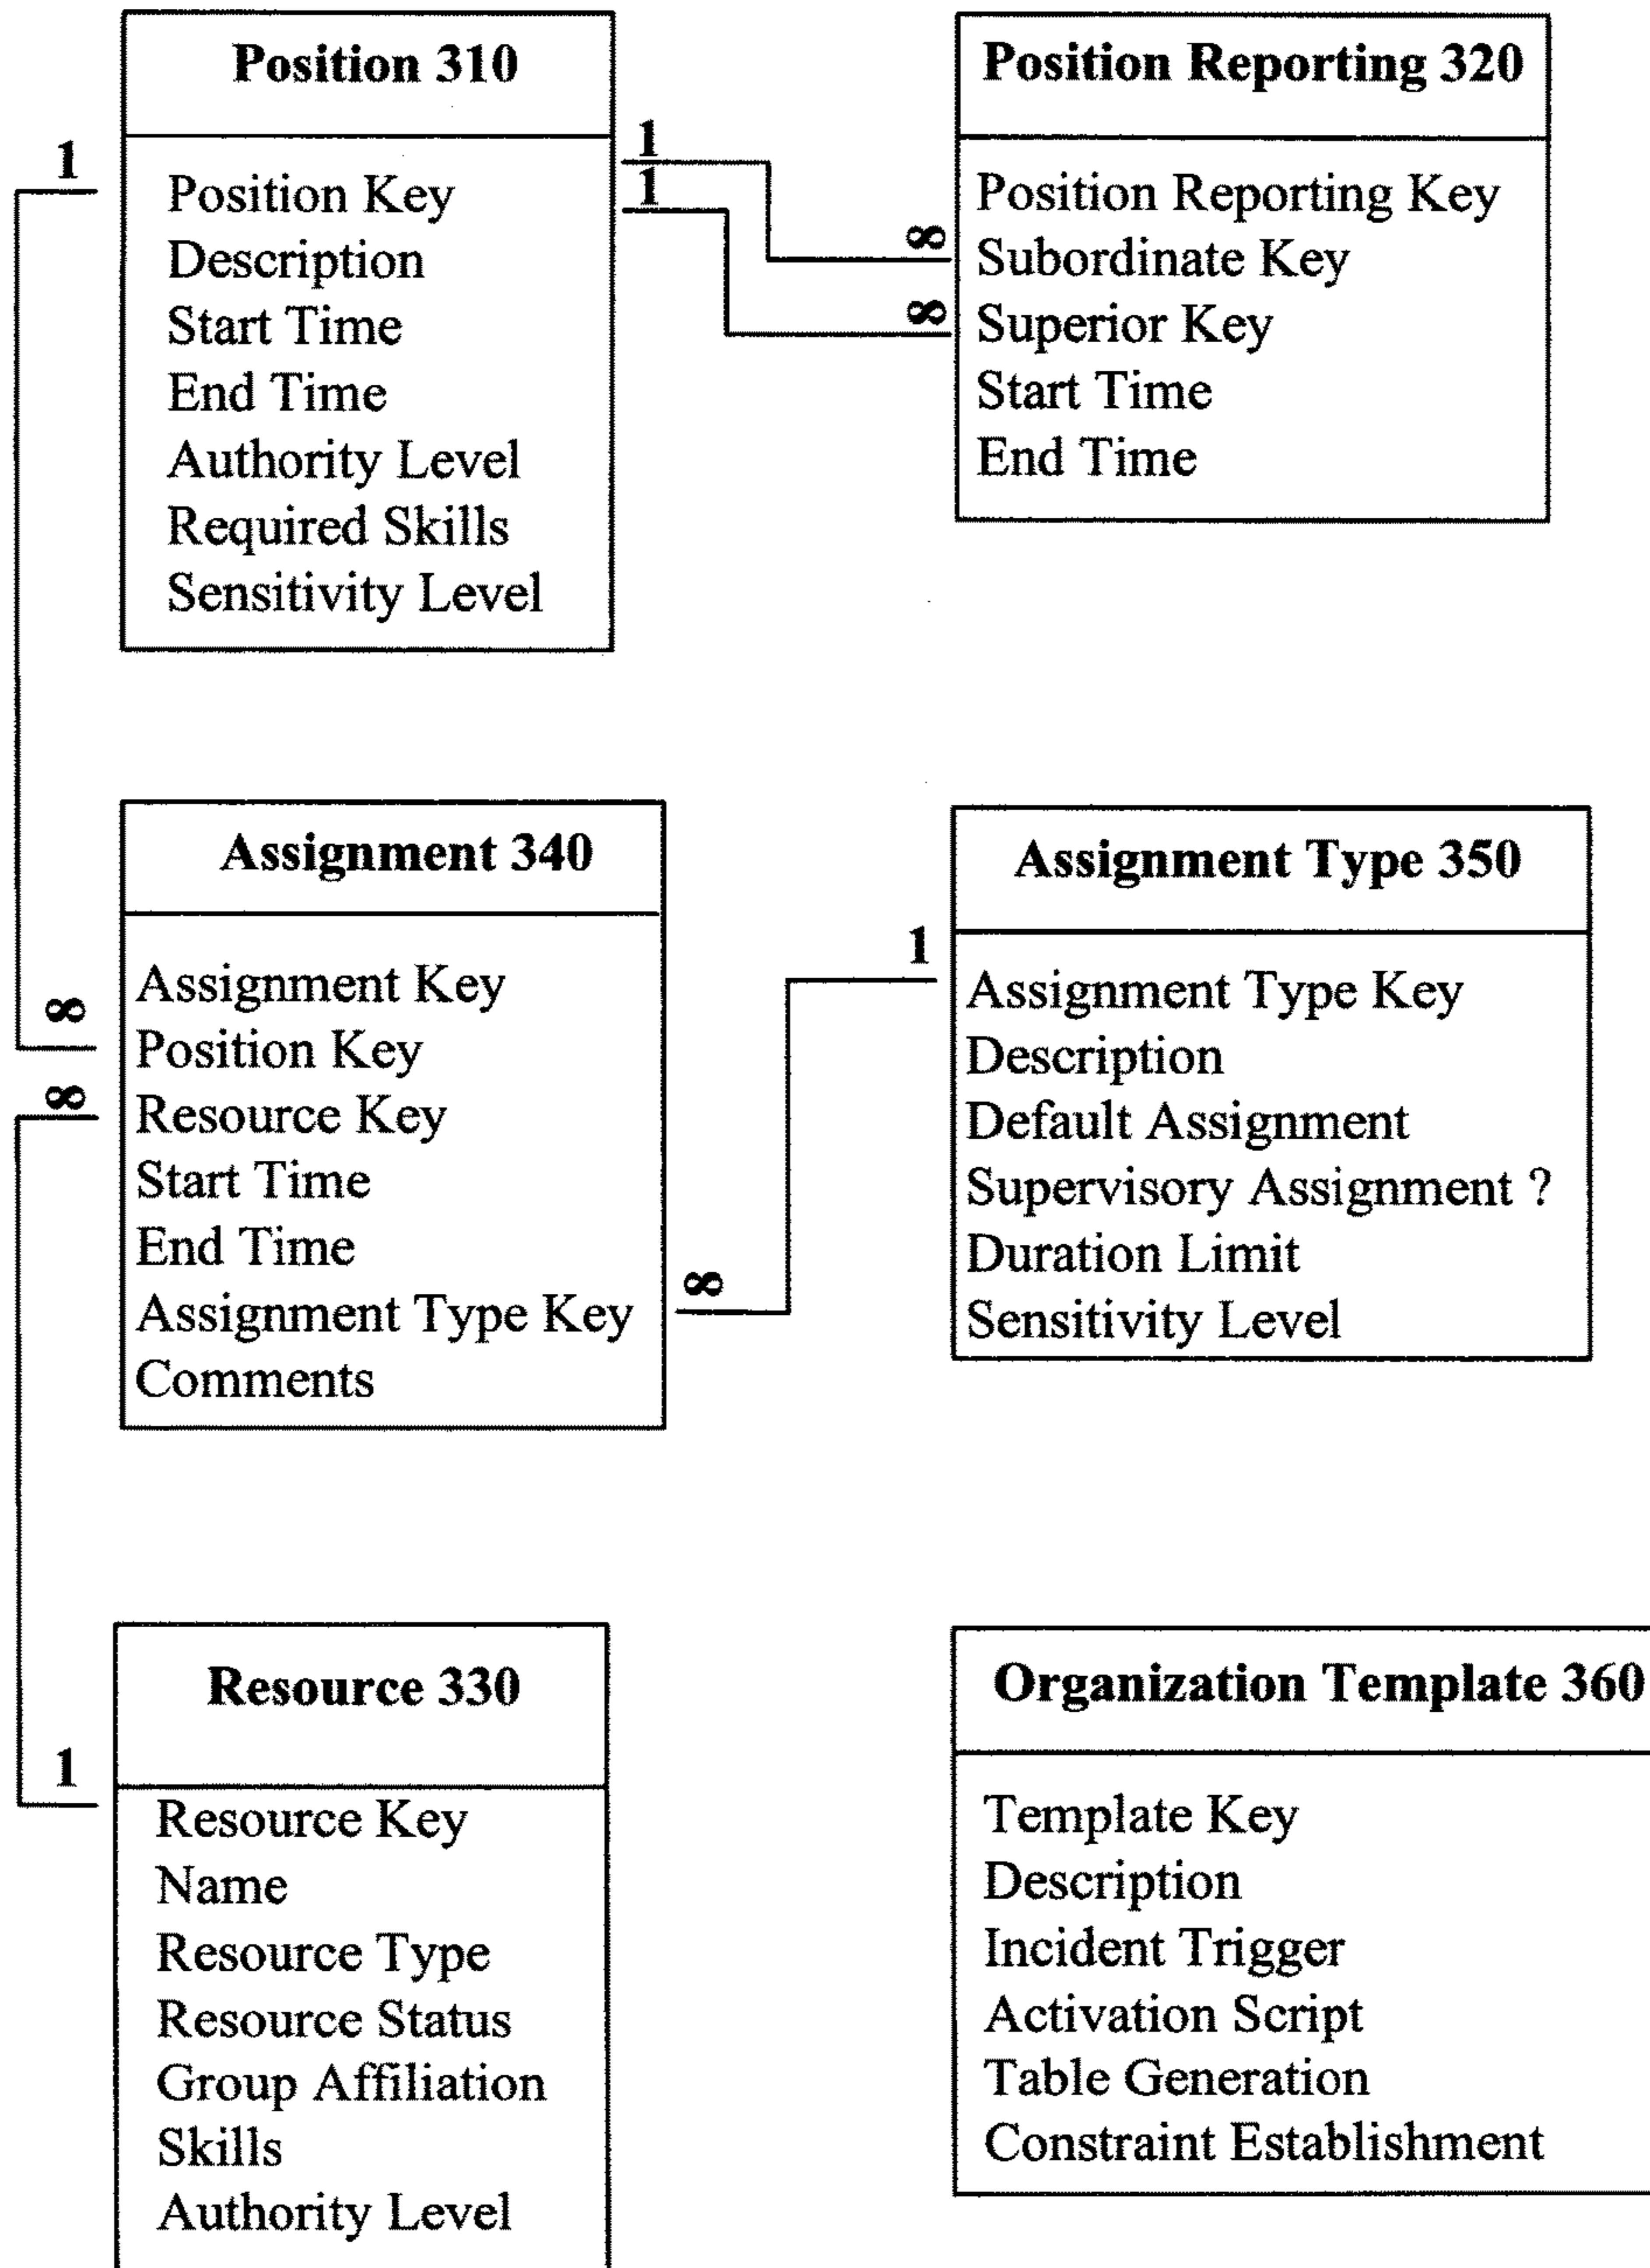 Position 310
1
Position Key
Description
Start Time
End Time
Authority Level
Required Skills
Sensitivity Level
1
1
∞
∞
Position Reporting 320
Position Reporting Key
Subordinate Key
Superior Key
Start Time
End Time
Assignment 340
Assignment Key
∞
Position Key
∞
Resource Key
Start Time
End Time
Assignment Type Key
Comments
∞
1
Assignment Type 350
Assignment Type Key
Description
Default Assignment
Supervisory Assignment ?
Duration Limit
Sensitivity Level
Resource 330
1
Resource Key
Name
Resource Type
Resource Status
Group Affiliation
Skills
Authority Level
Organization Template 360
Template Key
Description
Incident Trigger
Activation Script
Table Generation
Constraint Establishment